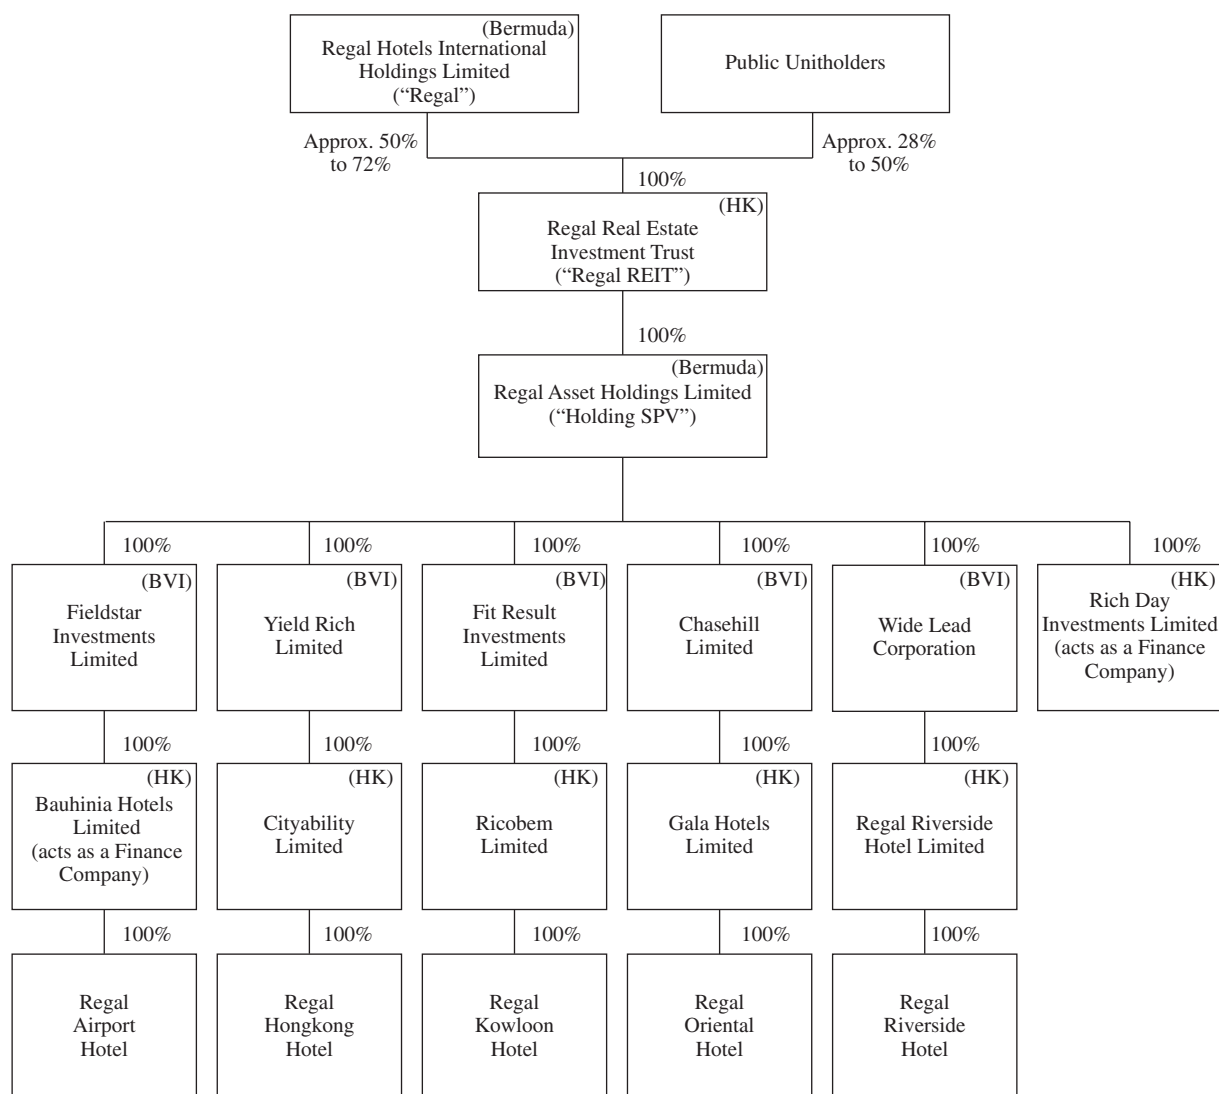 (Bermuda)
Regal Hotels International
Holdings Limited
(“Regal”)
Public Unitholders
Approx. 50%
to 72%
Approx. 28%
to 50%
100%
(HK)
Regal Real Estate
Investment Trust
(“Regal REIT”)
100%
(Bermuda)
Regal Asset Holdings Limited
(“Holding SPV”)
100%
100%
100%
100%
100%
100%
(BVI)
Fieldstar
Investments
Limited
(BVI)
Yield Rich
Limited
(BVI)
Fit Result
Investments
Limited
(BVI)
Chasehill
Limited
(BVI)
Wide Lead
Corporation
(HK)
Rich Day
Investments Limited
(acts as a Finance
Company)
100%
100%
100%
100%
100%
(HK)
Bauhinia Hotels
Limited
(acts as a Finance
Company)
(HK)
Cityability
Limited
(HK)
Ricobem
Limited
(HK)
Gala Hotels
Limited
(HK)
Regal Riverside
Hotel Limited
100%
100%
100%
100%
100%
Regal
Airport
Hotel
Regal
Hongkong
Hotel
Regal
Kowloon
Hotel
Regal
Oriental
Hotel
Regal
Riverside
Hotel